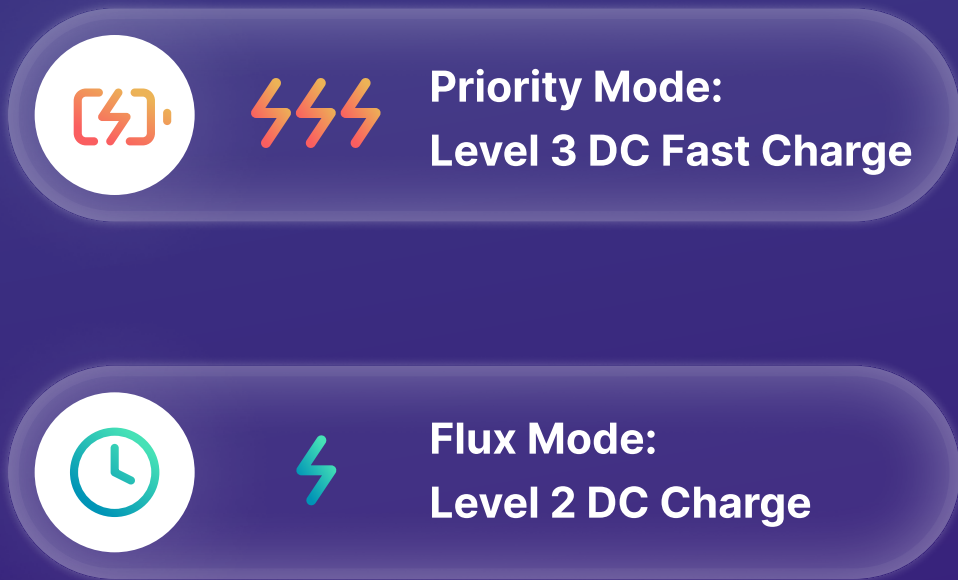 Priority Mode:
Level 3 DC Fast Charge
Flux Mode:
Level 2 DC Charge